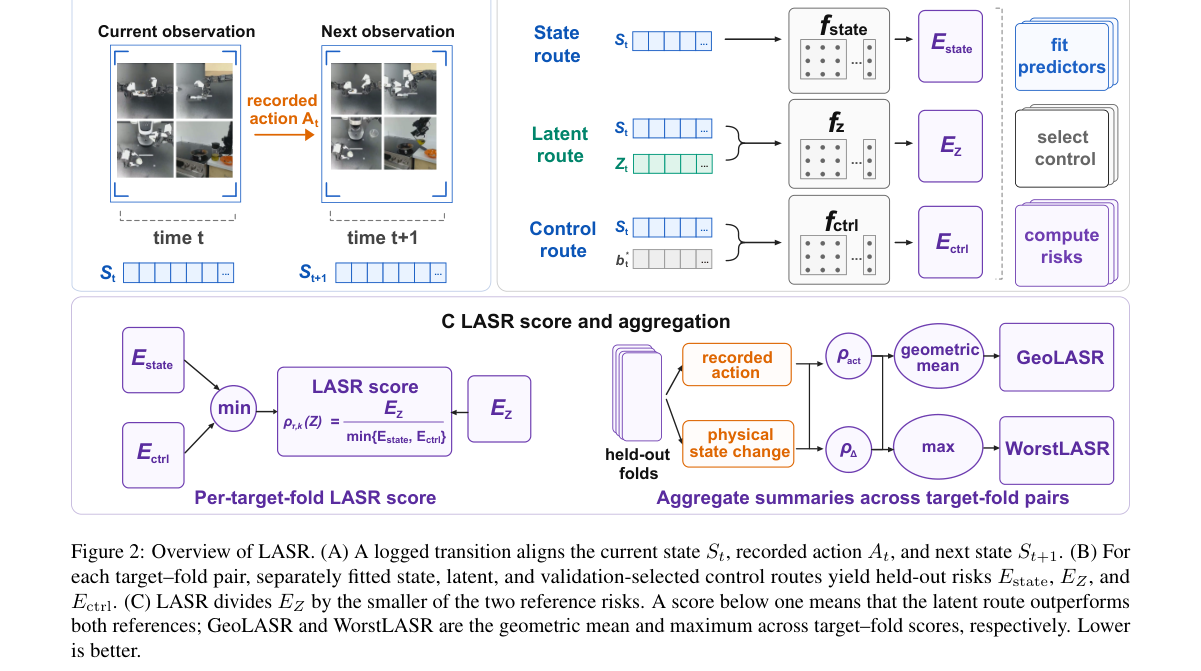 Current observation
Next observation
recorded
action At
time t
time t+1
St
...
St+1
...
State
route
St
...
fstate
...
Estate
Latent
route
St
...
Zt
...
fz
...
Ez
Control
route
St
...
b*t
...
fctrl
...
Ectrl
fit
predictors
select
control
compute
risks
C LASR score and aggregation
Estate
Ectrl
min
LASR score
ρr,k(Z) = EZ / min{Estate, Ectrl}
EZ
Per-target-fold LASR score
held-out
folds
recorded
action
physical
state change
ρact
ρΔ
geometric
mean
max
GeoLASR
WorstLASR
Aggregate summaries across target-fold pairs
Figure 2: Overview of LASR. (A) A logged transition aligns the current state St, recorded action At, and next state St+1. (B) For
each target–fold pair, separately fitted state, latent, and validation-selected control routes yield held-out risks Estate, EZ, and
Ectrl. (C) LASR divides EZ by the smaller of the two reference risks. A score below one means that the latent route outperforms
both references; GeoLASR and WorstLASR are the geometric mean and maximum across target–fold scores, respectively. Lower
is better.